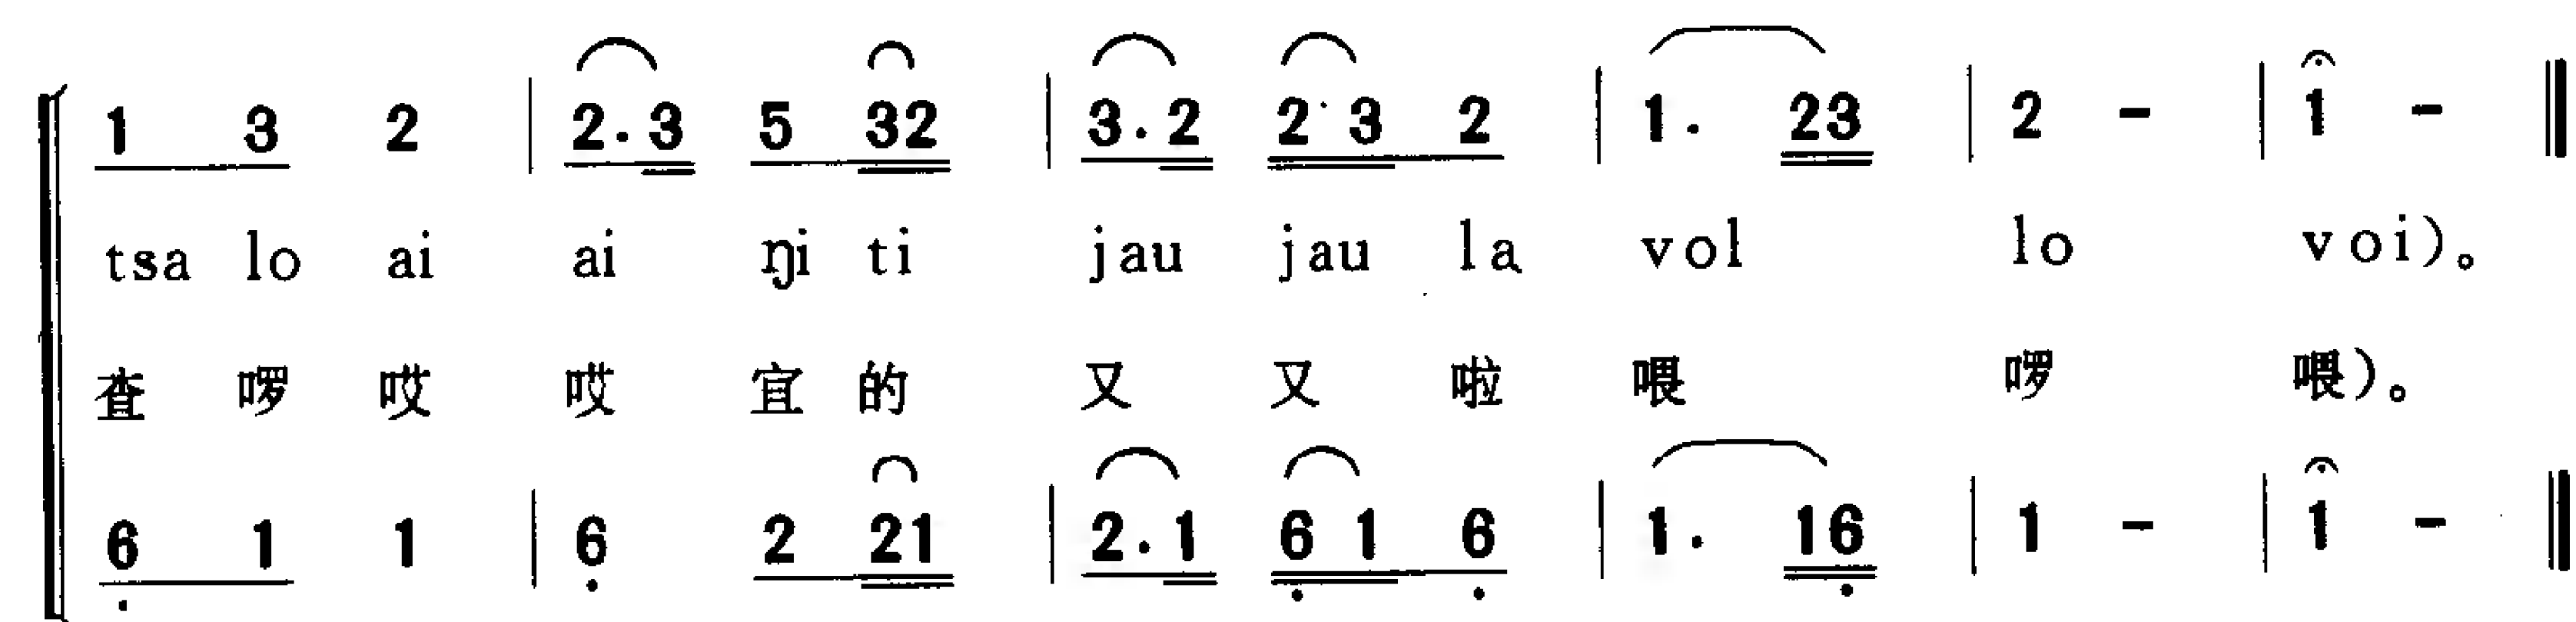 1 3 2 | 2. 3 5 32 | 3. 2 2 3 2 | 1. 23 | 2 - | 1 - ‖
tsa lo ai ai ŋi ti jau jau la vol lo voi)。
查 啰 哎 哎 宜 的 又 又 啦 喂 啰 喂)。
6̣ 1 1 | 6̣ 2 21 | 2. 1 6̣ 1 6̣ | 1. 16̣ | 1 - | 1 - ‖